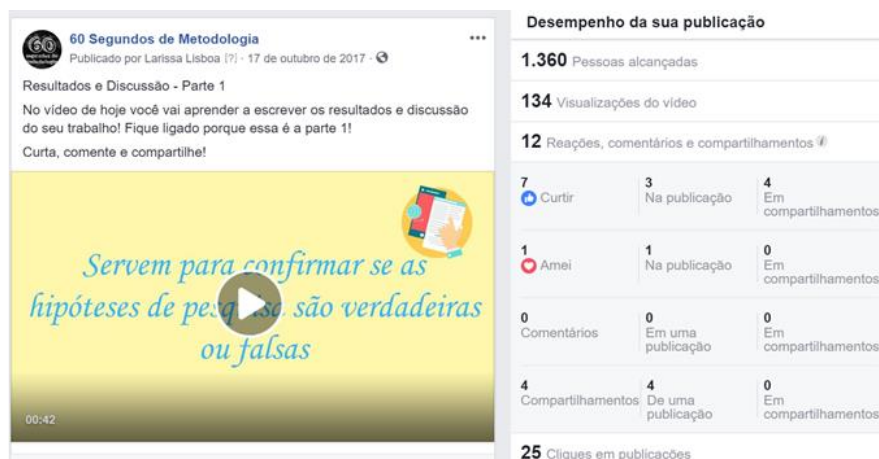 60 Segundos de Metodologia
Publicado por Larissa Lisboa [?] · 17 de outubro de 2017 ·
Resultados e Discussão - Parte 1
No vídeo de hoje você vai aprender a escrever os resultados e discussão
do seu trabalho! Fique ligado porque essa é a parte 1!
Curta, comente e compartilhe!
Servem para confirmar se as
hipóteses de pesquisa são verdadeiras
ou falsas
00:42
Desempenho da sua publicação
1.360 Pessoas alcançadas
134 Visualizações do vídeo
12 Reações, comentários e compartilhamentos
7 3 4
Curtir Na publicação Em
compartilhamentos
1 1 0
Amei Na publicação Em
compartilhamentos
0 0 0
Comentários Em uma Em
publicação compartilhamentos
4 4 0
Compartilhamentos De uma Em
publicação compartilhamentos
25 Cliques em publicações